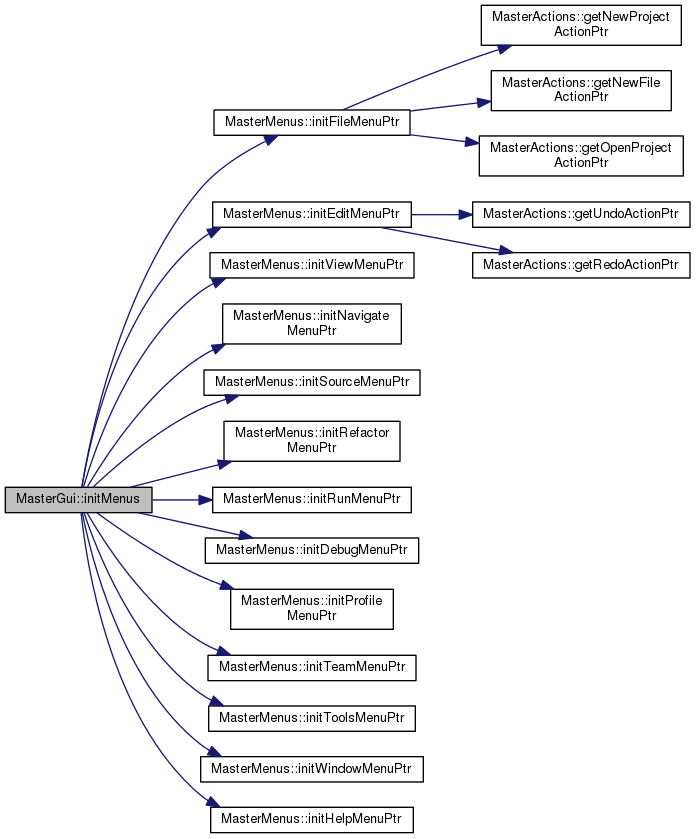 MasterActions::getNewProject
ActionPtr
MasterActions::getNewFile
ActionPtr
MasterMenus::initFileMenuPtr
MasterActions::getOpenProject
ActionPtr
MasterMenus::initEditMenuPtr
MasterActions::getUndoActionPtr
MasterMenus::initViewMenuPtr
MasterActions::getRedoActionPtr
MasterMenus::initNavigate
MenuPtr
MasterMenus::initSourceMenuPtr
MasterMenus::initRefactor
MenuPtr
MasterGui::initMenus
MasterMenus::initRunMenuPtr
MasterMenus::initDebugMenuPtr
MasterMenus::initProfile
MenuPtr
MasterMenus::initTeamMenuPtr
MasterMenus::initToolsMenuPtr
MasterMenus::initWindowMenuPtr
MasterMenus::initHelpMenuPtr